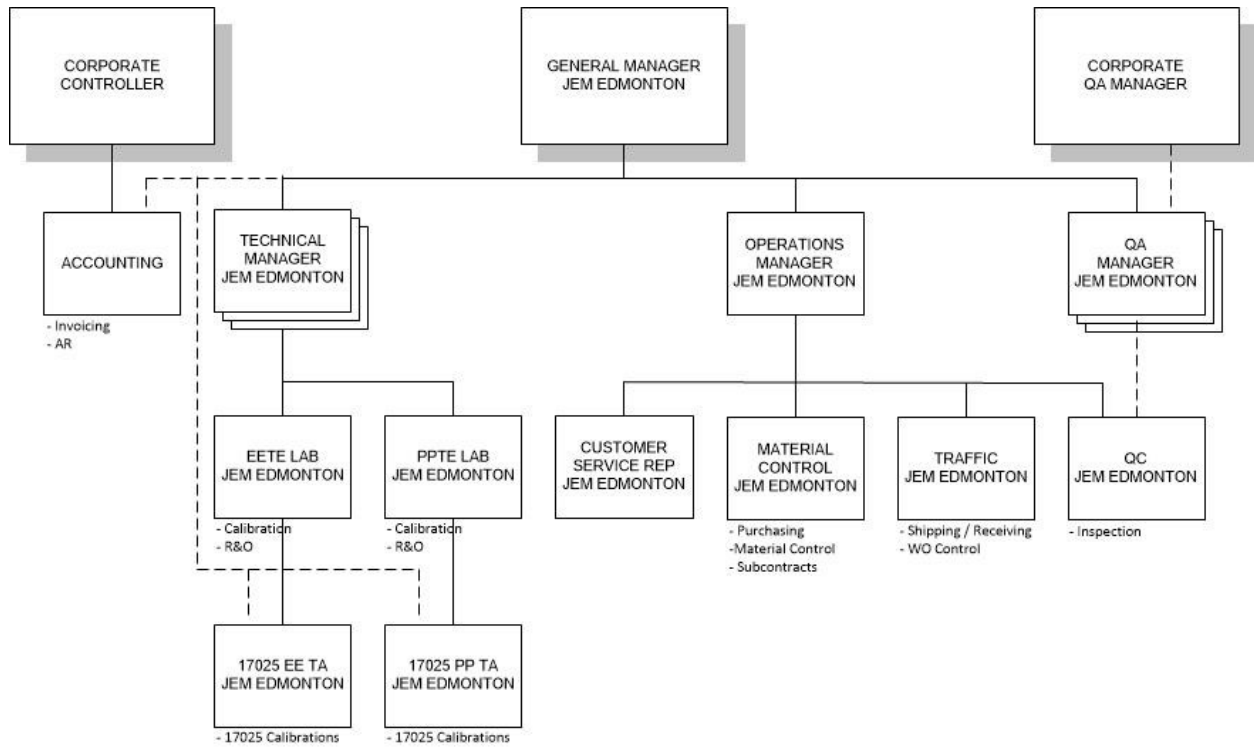 CORPORATE
CONTROLLER
GENERAL MANAGER
JEM EDMONTON
CORPORATE
QA MANAGER
ACCOUNTING
- Invoicing
- AR
TECHNICAL
MANAGER
JEM EDMONTON
OPERATIONS
MANAGER
JEM EDMONTON
QA
MANAGER
JEM EDMONTON
EETE LAB
JEM EDMONTON
- Calibration
- R&O
PPTE LAB
JEM EDMONTON
- Calibration
- R&O
CUSTOMER
SERVICE REP
JEM EDMONTON
MATERIAL
CONTROL
JEM EDMONTON
- Purchasing
-Material Control
- Subcontracts
TRAFFIC
JEM EDMONTON
- Shipping / Receiving
- WO Control
QC
JEM EDMONTON
- Inspection
17025 EE TA
JEM EDMONTON
- 17025 Calibrations
17025 PP TA
JEM EDMONTON
- 17025 Calibrations